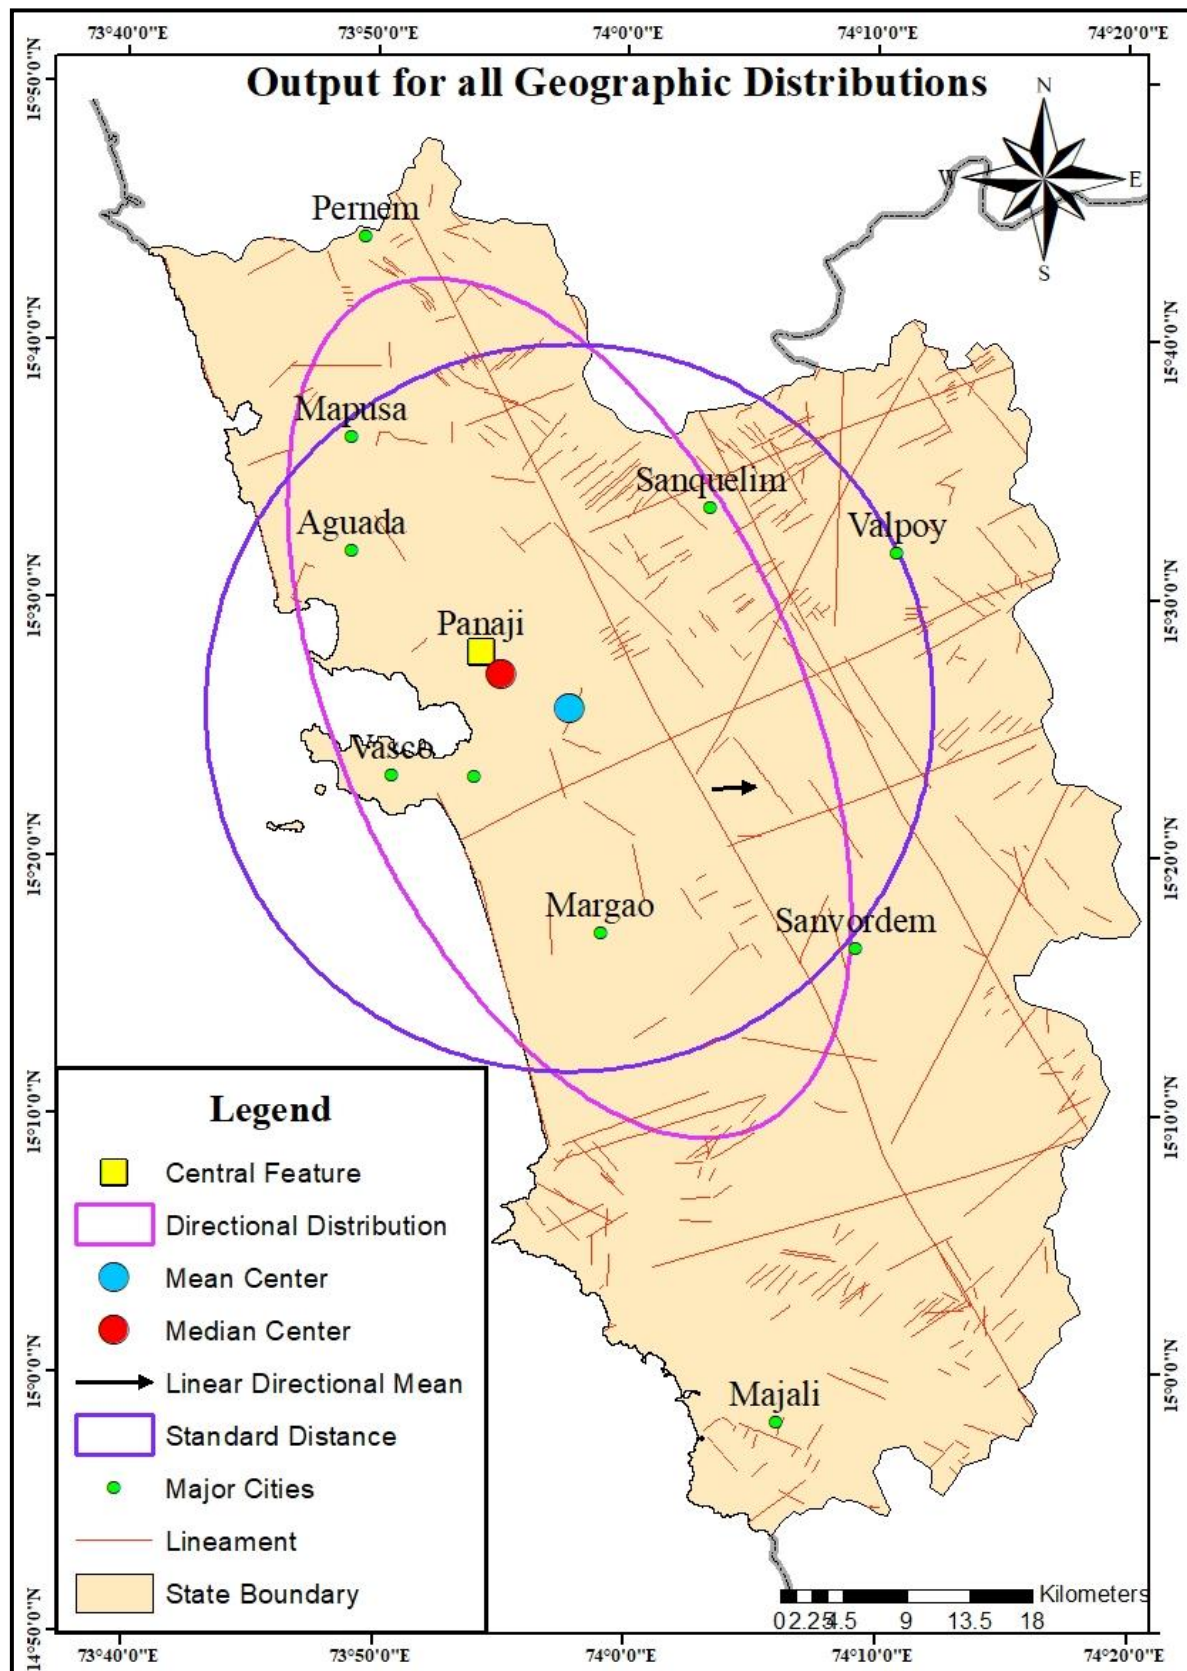 73°40'0"E 73°50'0"E 74°0'0"E 74°10'0"E 74°20'0"E
Output for all Geographic Distributions
N
W E
S
15°50'0"N
15°40'0"N 15°40'0"N
15°30'0"N 15°30'0"N
15°20'0"N 15°20'0"N
15°10'0"N 15°10'0"N
15°0'0"N 15°0'0"N
14°50'0"N
Pernem
Mapusa
Sanquelim
Aguada
Valpoy
Panaji
Vasco
Margao
Sanvordem
Majali
Legend
Central Feature
Directional Distribution
Mean Center
Median Center
Linear Directional Mean
Standard Distance
Major Cities
Lineament
State Boundary
Kilometers
0 2.25 4.5 9 13.5 18
73°40'0"E 73°50'0"E 74°0'0"E 74°10'0"E 74°20'0"E